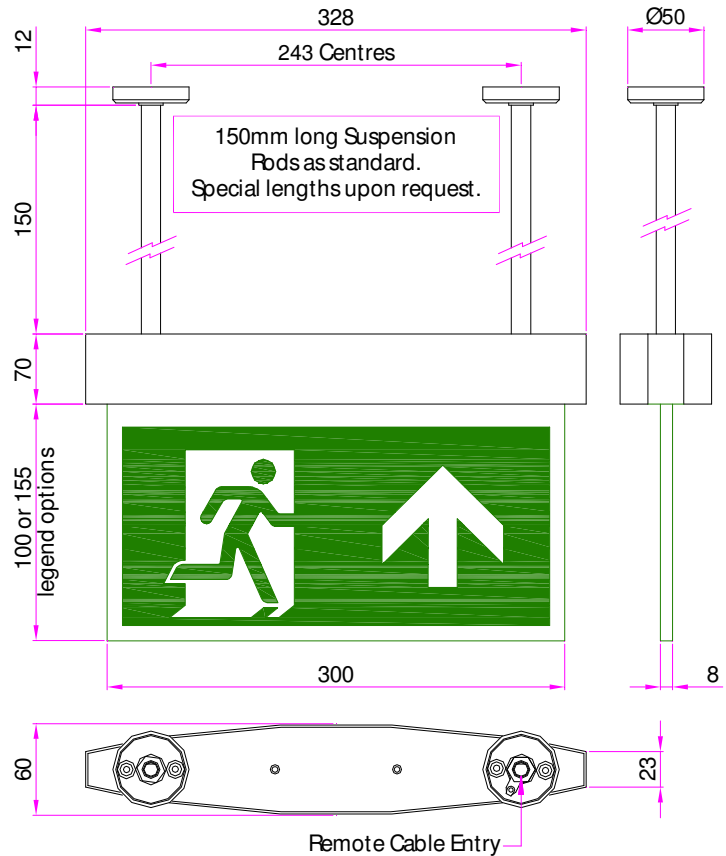 328
Ø50
12
243 Centres
150mm long Suspension
Rods as standard.
Special lengths upon request.
150
70
100 or 155
legend options
300
8
60
23
Remote Cable Entry